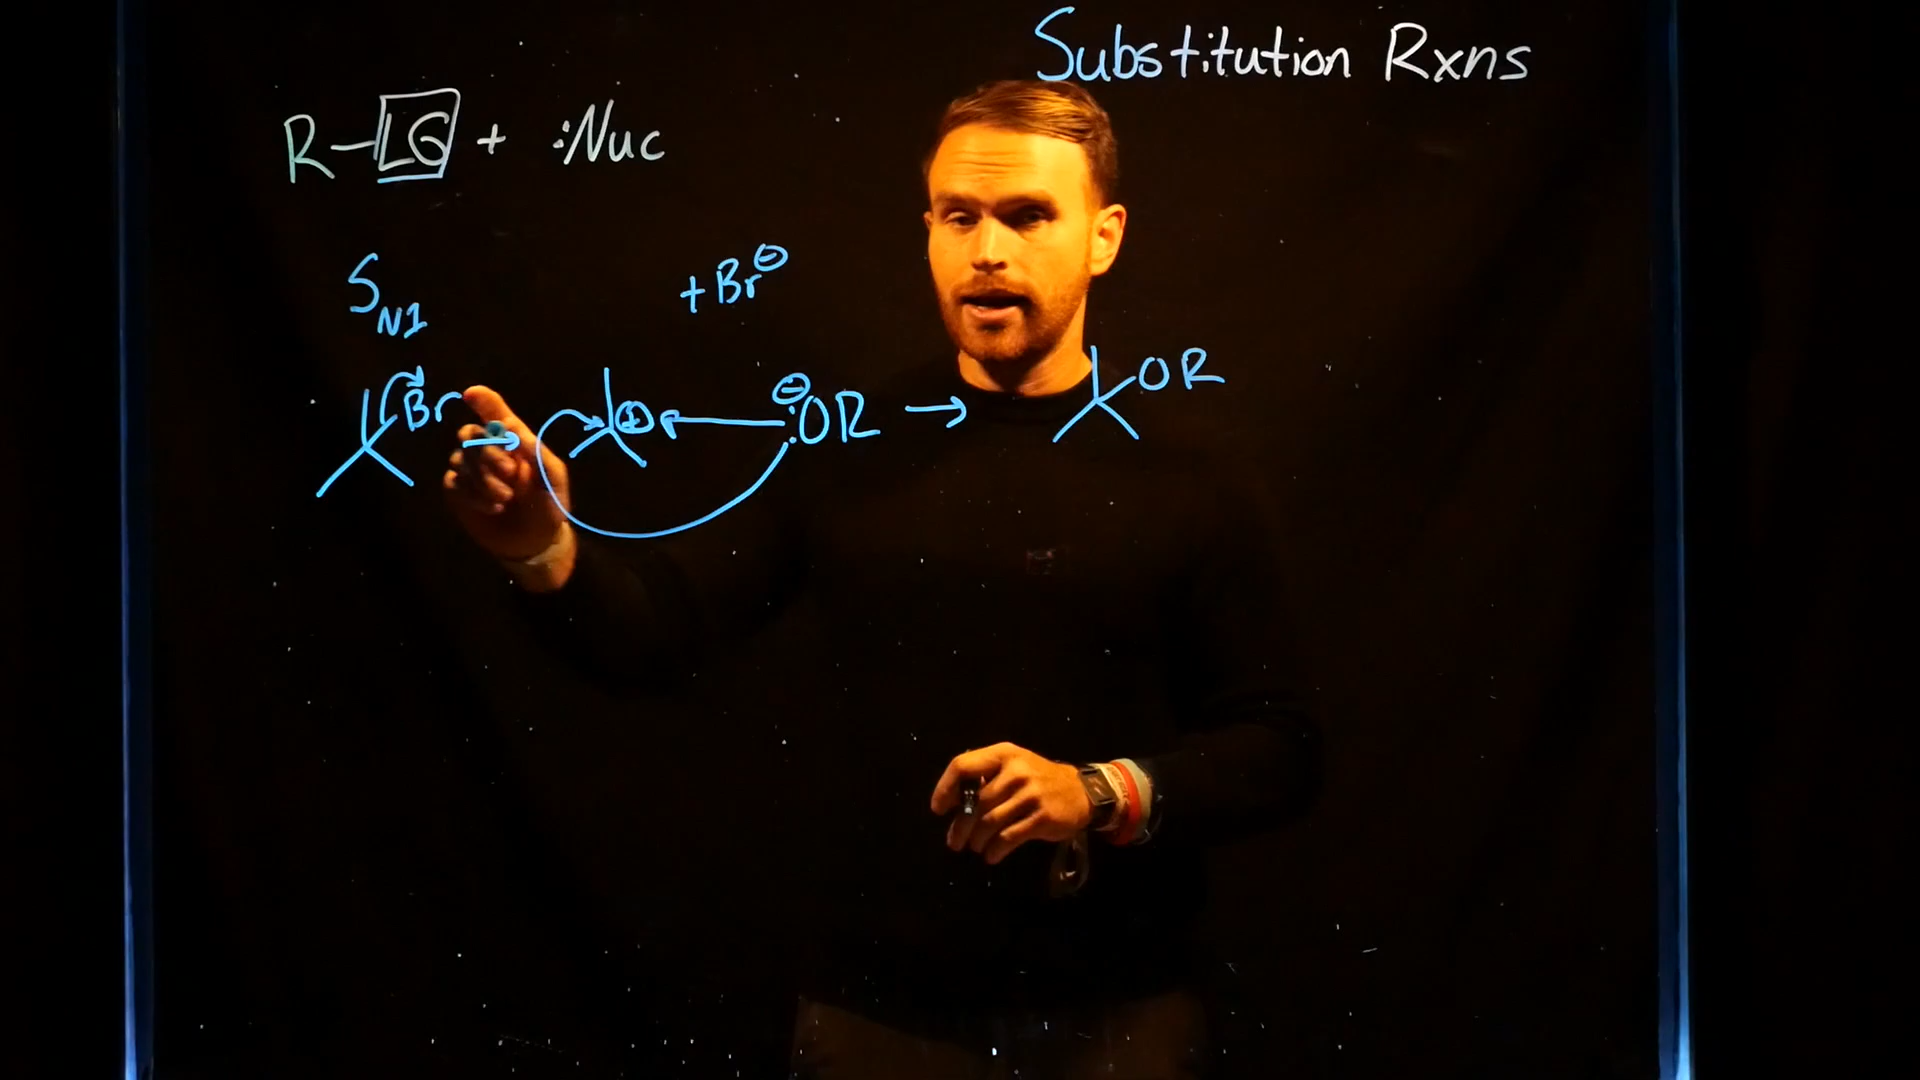 Substitution Rxns
R-LG + :Nuc
SN1
+ Br⊖
Br → ⊕ ⊖:OR → OR